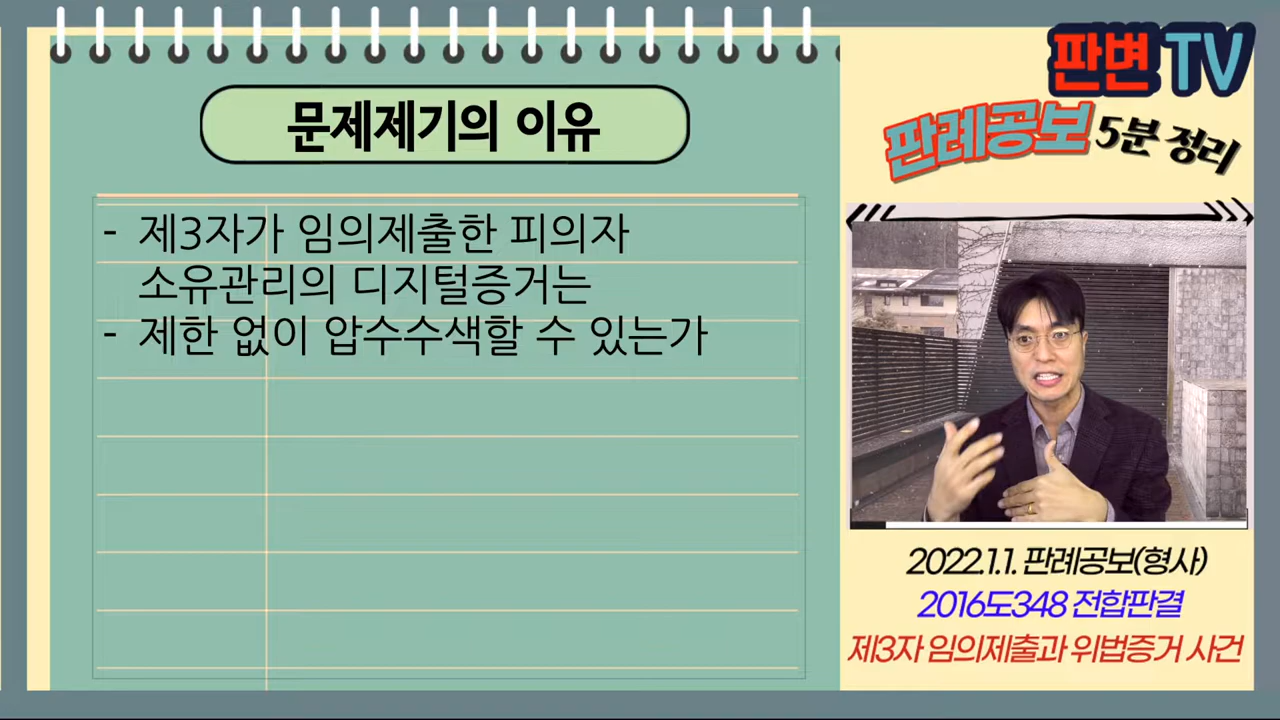 문제제기의 이유
- 제3자가 임의제출한 피의자
소유관리의 디지털증거는
- 제한 없이 압수수색할 수 있는가
판변 TV
판례공보 5분 정리
2022.1.1. 판례공보(형사)
2016도348 전합판결
제3자 임의제출과 위법증거 사건